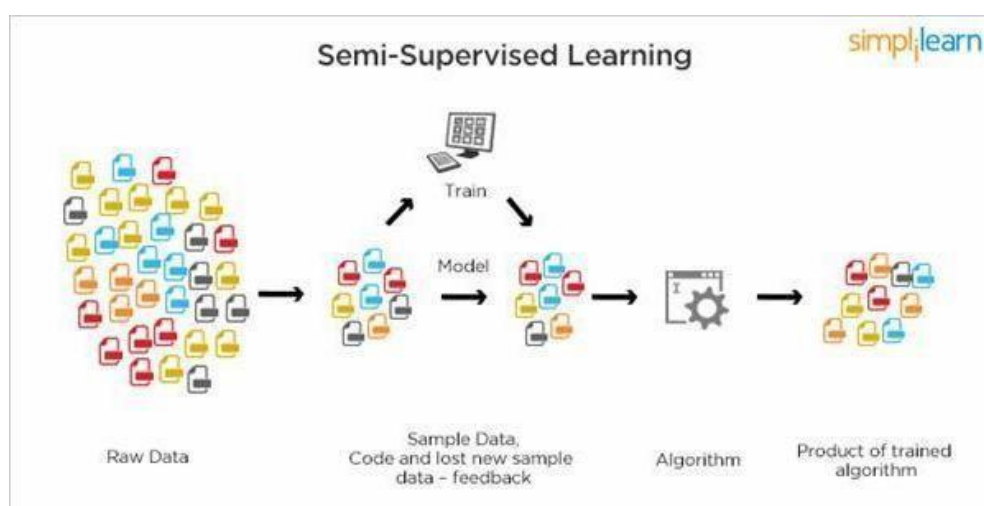 Semi-Supervised Learning
simplilearn
Train
Model
Raw Data
Sample Data,
Code and lost new sample
data – feedback
Algorithm
Product of trained
algorithm